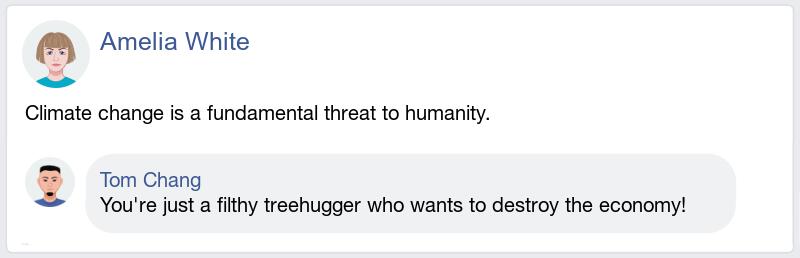 Amelia White
Climate change is a fundamental threat to humanity.
Tom Chang
You're just a filthy treehugger who wants to destroy the economy!